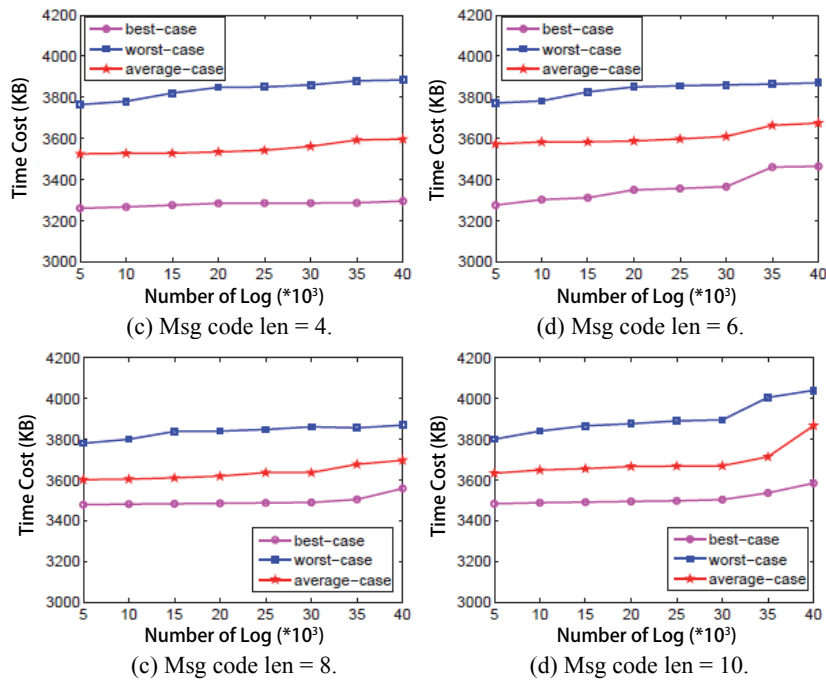 4200
4000
3800
3600
3400
3200
3000
Time Cost (KB)
best-case
worst-case
average-case
5 10 15 20 25 30 35 40
Number of Log (*10³)
(c) Msg code len = 4.
4200
4000
3800
3600
3400
3200
3000
Time Cost (KB)
best-case
worst-case
average-case
5 10 15 20 25 30 35 40
Number of Log (*10³)
(d) Msg code len = 6.
4200
4000
3800
3600
3400
3200
3000
Time Cost (KB)
best-case
worst-case
average-case
5 10 15 20 25 30 35 40
Number of Log (*10³)
(c) Msg code len = 8.
4200
4000
3800
3600
3400
3200
3000
Time Cost (KB)
best-case
worst-case
average-case
5 10 15 20 25 30 35 40
Number of Log (*10³)
(d) Msg code len = 10.